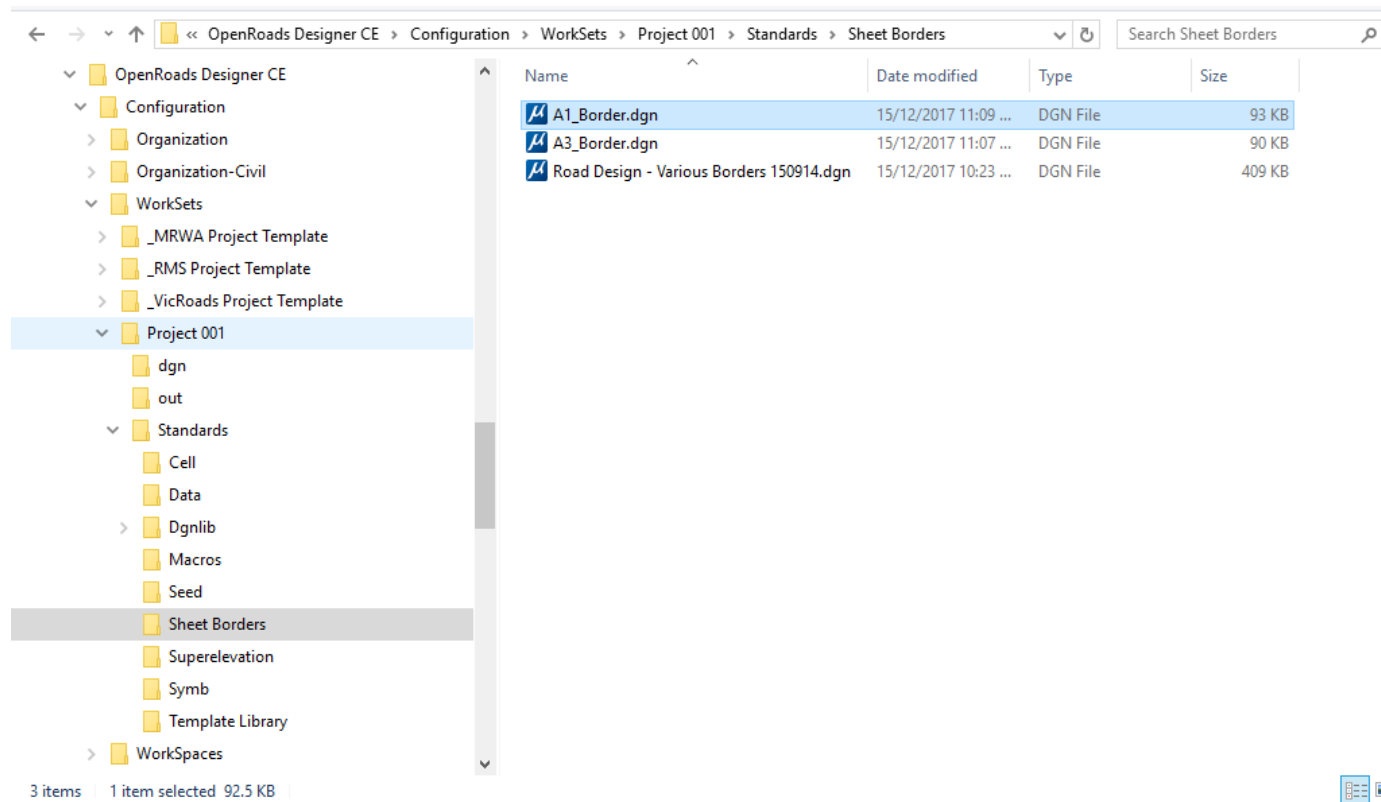 « OpenRoads Designer CE › Configuration › WorkSets › Project 001 › Standards › Sheet Borders
Search Sheet Borders
OpenRoads Designer CE
Configuration
Organization
Organization-Civil
WorkSets
_MRWA Project Template
_RMS Project Template
_VicRoads Project Template
Project 001
dgn
out
Standards
Cell
Data
Dgnlib
Macros
Seed
Sheet Borders
Superelevation
Symb
Template Library
WorkSpaces
Name Date modified Type Size
A1_Border.dgn 15/12/2017 11:09 ... DGN File 93 KB
A3_Border.dgn 15/12/2017 11:07 ... DGN File 90 KB
Road Design - Various Borders 150914.dgn 15/12/2017 10:23 ... DGN File 409 KB
3 items 1 item selected 92.5 KB